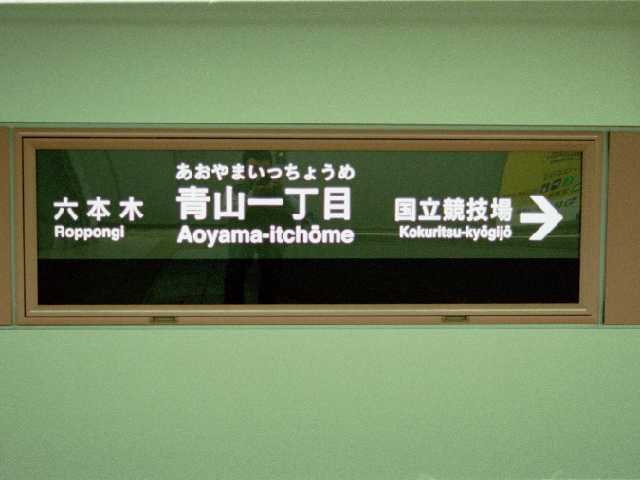 あおやまいっちょうめ
六本木 青山一丁目 国立競技場
Roppongi Aoyama-itchōme Kokuritsu-kyōgijō